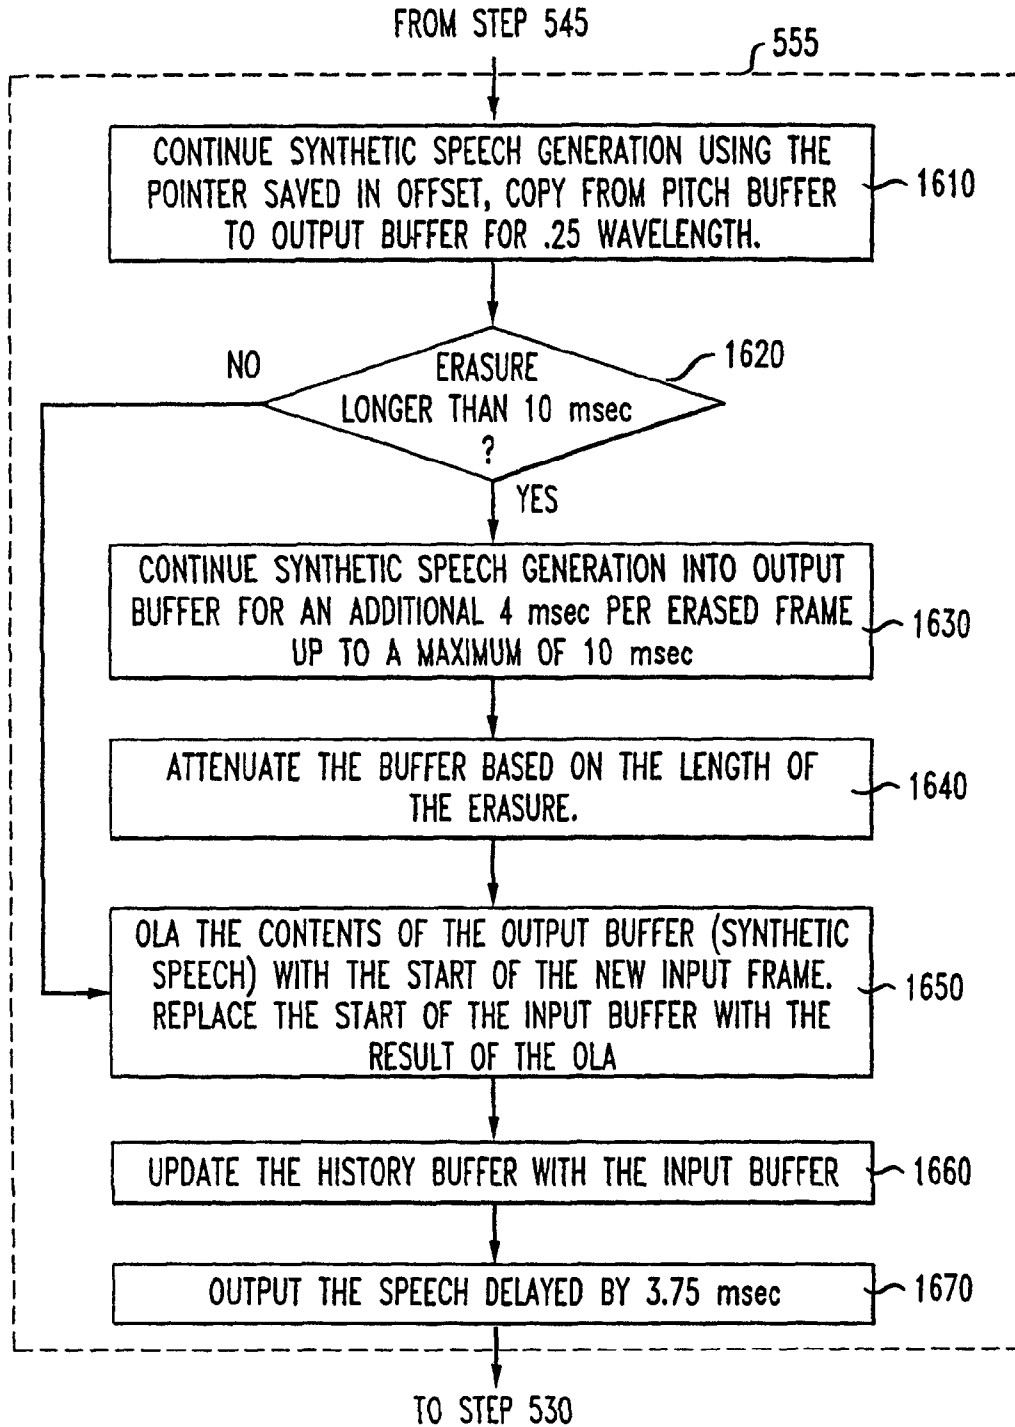 FROM STEP 545
555
CONTINUE SYNTHETIC SPEECH GENERATION USING THE
POINTER SAVED IN OFFSET, COPY FROM PITCH BUFFER
TO OUTPUT BUFFER FOR .25 WAVELENGTH.
1610
ERASURE
LONGER THAN 10 msec
?
1620
NO
YES
CONTINUE SYNTHETIC SPEECH GENERATION INTO OUTPUT
BUFFER FOR AN ADDITIONAL 4 msec PER ERASED FRAME
UP TO A MAXIMUM OF 10 msec
1630
ATTENUATE THE BUFFER BASED ON THE LENGTH OF
THE ERASURE.
1640
OLA THE CONTENTS OF THE OUTPUT BUFFER (SYNTHETIC
SPEECH) WITH THE START OF THE NEW INPUT FRAME.
REPLACE THE START OF THE INPUT BUFFER WITH THE
RESULT OF THE OLA
1650
UPDATE THE HISTORY BUFFER WITH THE INPUT BUFFER
1660
OUTPUT THE SPEECH DELAYED BY 3.75 msec
1670
TO STEP 530